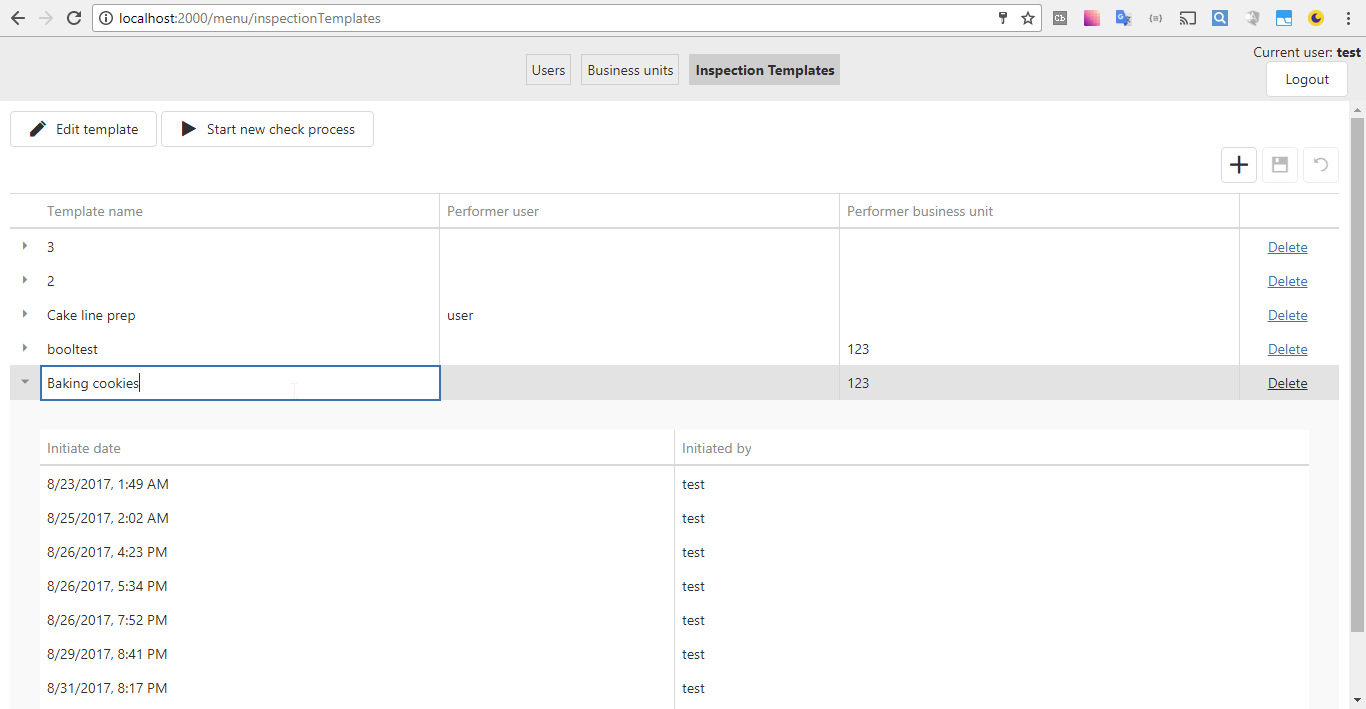 localhost:2000/menu/inspectionTemplates
Current user: test
Users Business units Inspection Templates
Logout
Edit template Start new check process
Template name Performer user Performer business unit
3 Delete
2 Delete
Cake line prep user Delete
booltest 123 Delete
Baking cookies 123 Delete
Initiate date Initiated by
8/23/2017, 1:49 AM test
8/25/2017, 2:02 AM test
8/26/2017, 4:23 PM test
8/26/2017, 5:34 PM test
8/26/2017, 7:52 PM test
8/29/2017, 8:41 PM test
8/31/2017, 8:17 PM test